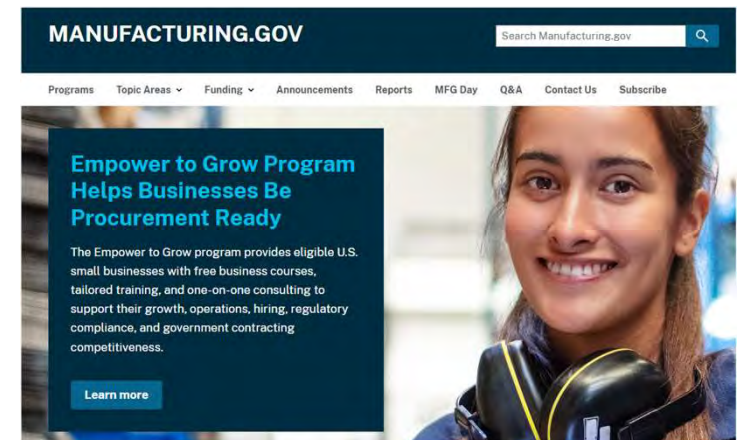 MANUFACTURING.GOV
Search Manufacturing.gov
Programs Topic Areas Funding Announcements Reports MFG Day Q&A Contact Us Subscribe
Empower to Grow Program
Helps Businesses Be
Procurement Ready
The Empower to Grow program provides eligible U.S.
small businesses with free business courses,
tailored training, and one-on-one consulting to
support their growth, operations, hiring, regulatory
compliance, and government contracting
competitiveness.
Learn more